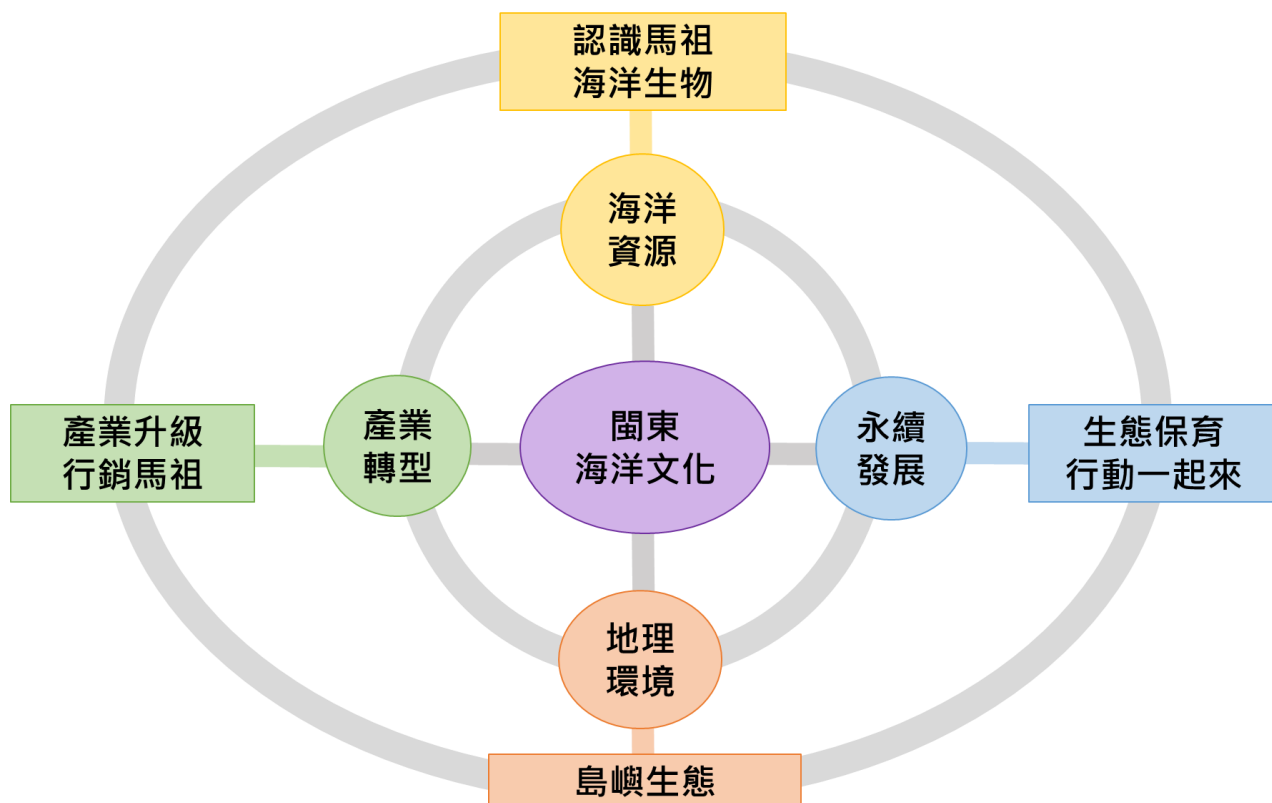 認識馬祖
海洋生物
海洋
資源
產業升級
行銷馬祖
產業
轉型
閩東
海洋文化
永續
發展
生態保育
行動一起來
地理
環境
島嶼生態